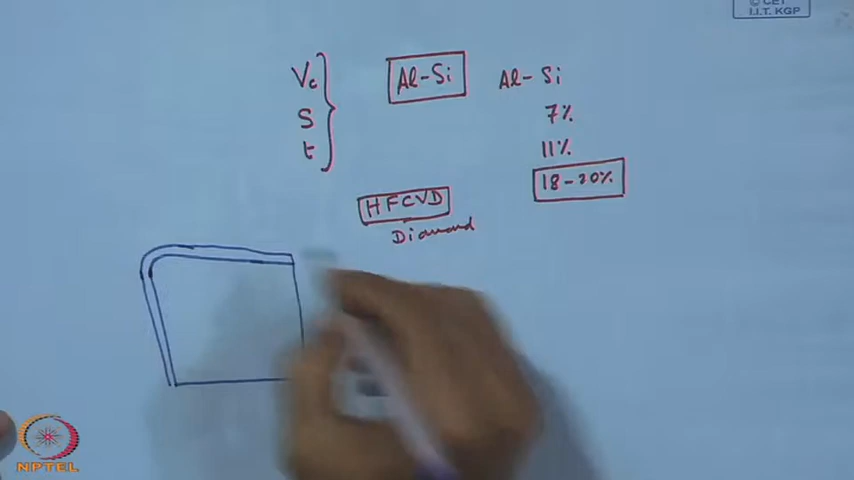 © CET
I.I.T. KGP
Vc
S
t
Al-Si
Al-Si
7%
11%
18-20%
HFCVD
Diamond
NPTEL